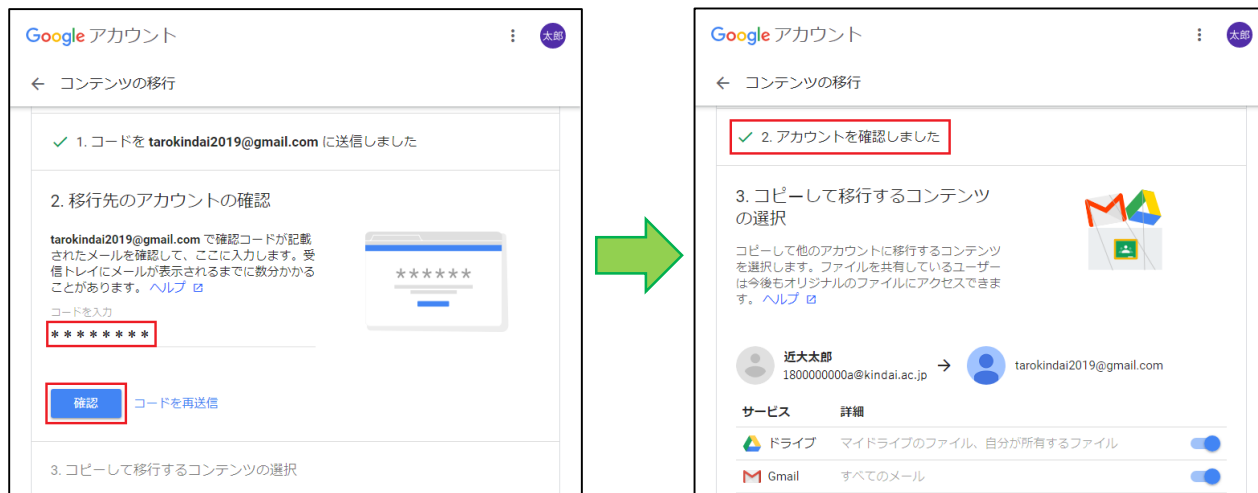 Google アカウント
太郎
← コンテンツの移行
✓ 1. コードを tarokindai2019@gmail.com に送信しました
2. 移行先のアカウントの確認
tarokindai2019@gmail.com で確認コードが記載
されたメールを確認して、ここに入力します。受
信トレイにメールが表示されるまでに数分かかる
ことがあります。 ヘルプ
******
コードを入力
********
確認
コードを再送信
3. コピーして移行するコンテンツの選択
Google アカウント
太郎
← コンテンツの移行
✓ 2. アカウントを確認しました
3. コピーして移行するコンテンツ
の選択
コピーして他のアカウントに移行するコンテンツ
を選択します。ファイルを共有しているユーザー
は今後もオリジナルのファイルにアクセスできま
す。 ヘルプ
近大太郎
1800000000a@kindai.ac.jp → tarokindai2019@gmail.com
サービス 詳細
ドライブ マイドライブのファイル、自分が所有するファイル
Gmail すべてのメール